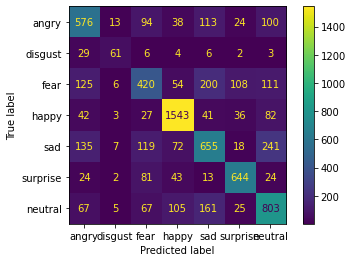 angry 576 13 94 38 113 24 100
disgust 29 61 6 4 6 2 3
fear 125 6 420 54 200 108 111
happy 42 3 27 1543 41 36 82
sad 135 7 119 72 655 18 241
surprise 24 2 81 43 13 644 24
neutral 67 5 67 105 161 25 803
angry disgust fear happy sad surprise neutral
Predicted label
True label
1400
1200
1000
800
600
400
200